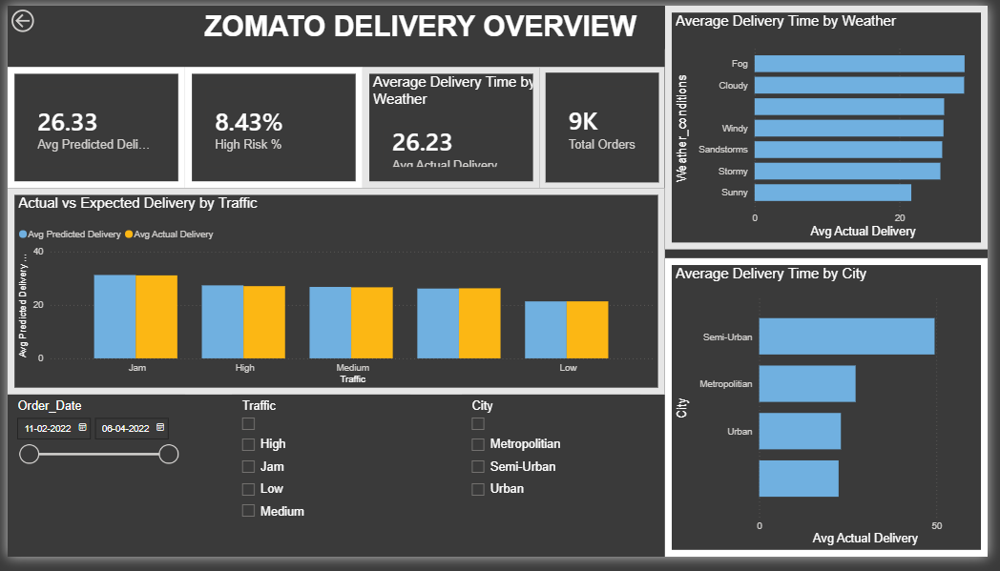 ZOMATO DELIVERY OVERVIEW
26.33
Avg Predicted Deli...
8.43%
High Risk %
Average Delivery Time by
Weather
26.23
Avg Actual Delivery
9K
Total Orders
Actual vs Expected Delivery by Traffic
Avg Predicted Delivery Avg Actual Delivery
Avg Predicted Delivery ...
40
20
0
Jam High Medium Low
Traffic
Order_Date
11-02-2022 06-04-2022
Traffic
High
Jam
Low
Medium
City
Metropolitian
Semi-Urban
Urban
Average Delivery Time by Weather
Weather_conditions
Fog
Cloudy
Windy
Sandstorms
Stormy
Sunny
0 20
Avg Actual Delivery
Average Delivery Time by City
City
Semi-Urban
Metropolitian
Urban
0 50
Avg Actual Delivery